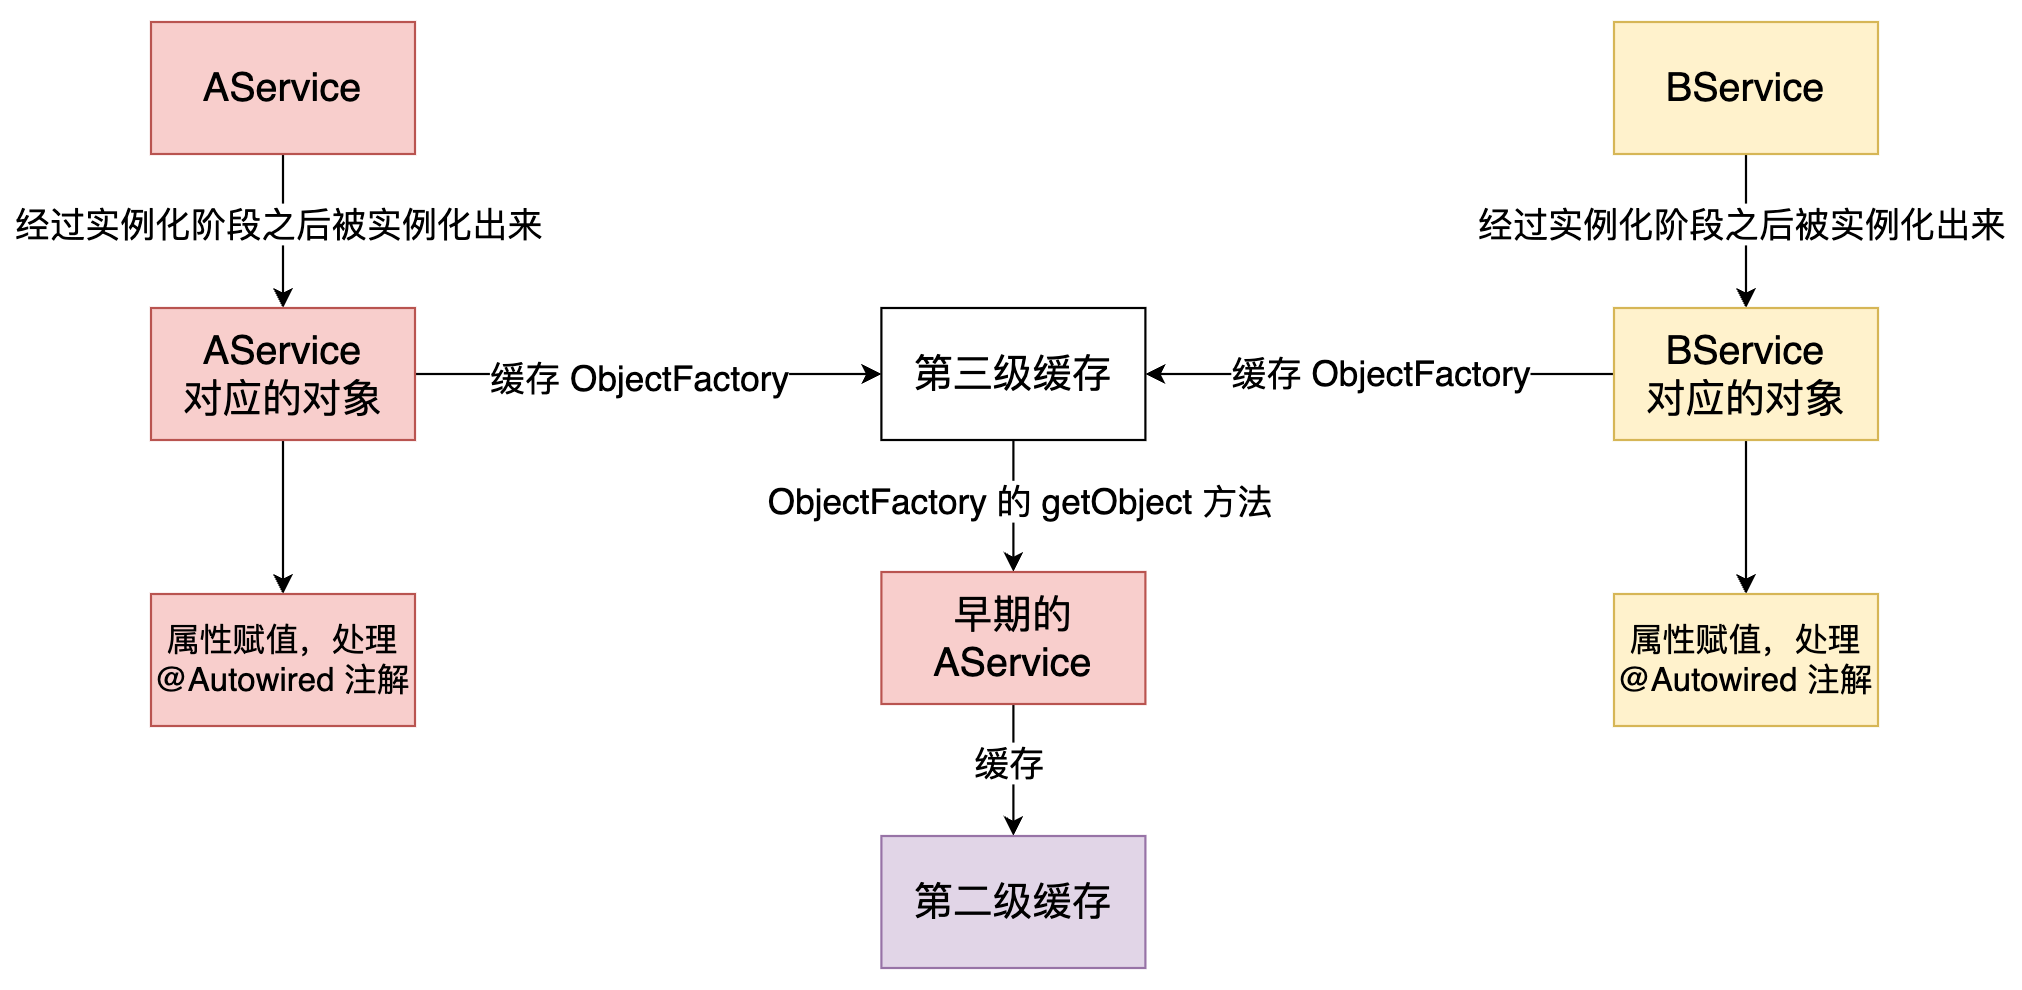 AService
BService
经过实例化阶段之后被实例化出来
经过实例化阶段之后被实例化出来
AService
对应的对象
缓存 ObjectFactory
第三级缓存
缓存 ObjectFactory
BService
对应的对象
ObjectFactory 的 getObject 方法
属性赋值，处理
@Autowired 注解
早期的
AService
属性赋值，处理
@Autowired 注解
缓存
第二级缓存